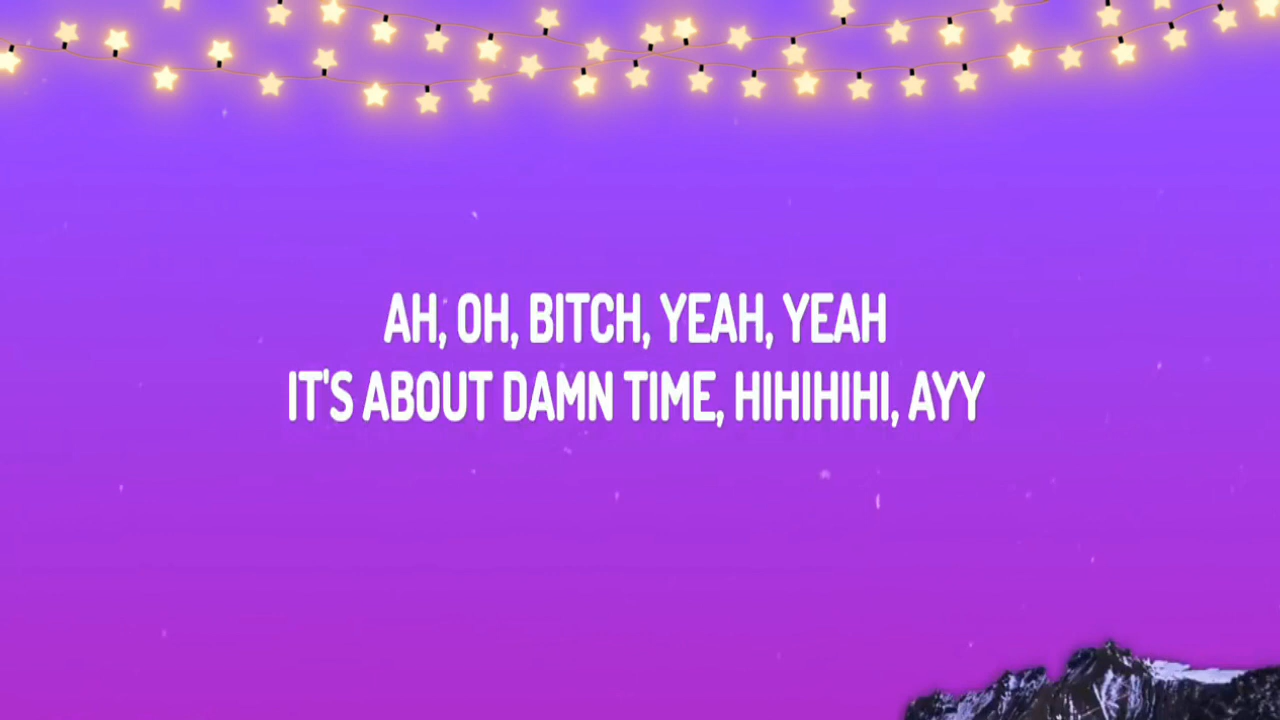 AH, OH, BITCH, YEAH, YEAH
IT'S ABOUT DAMN TIME, HIHIHIHI, AYY